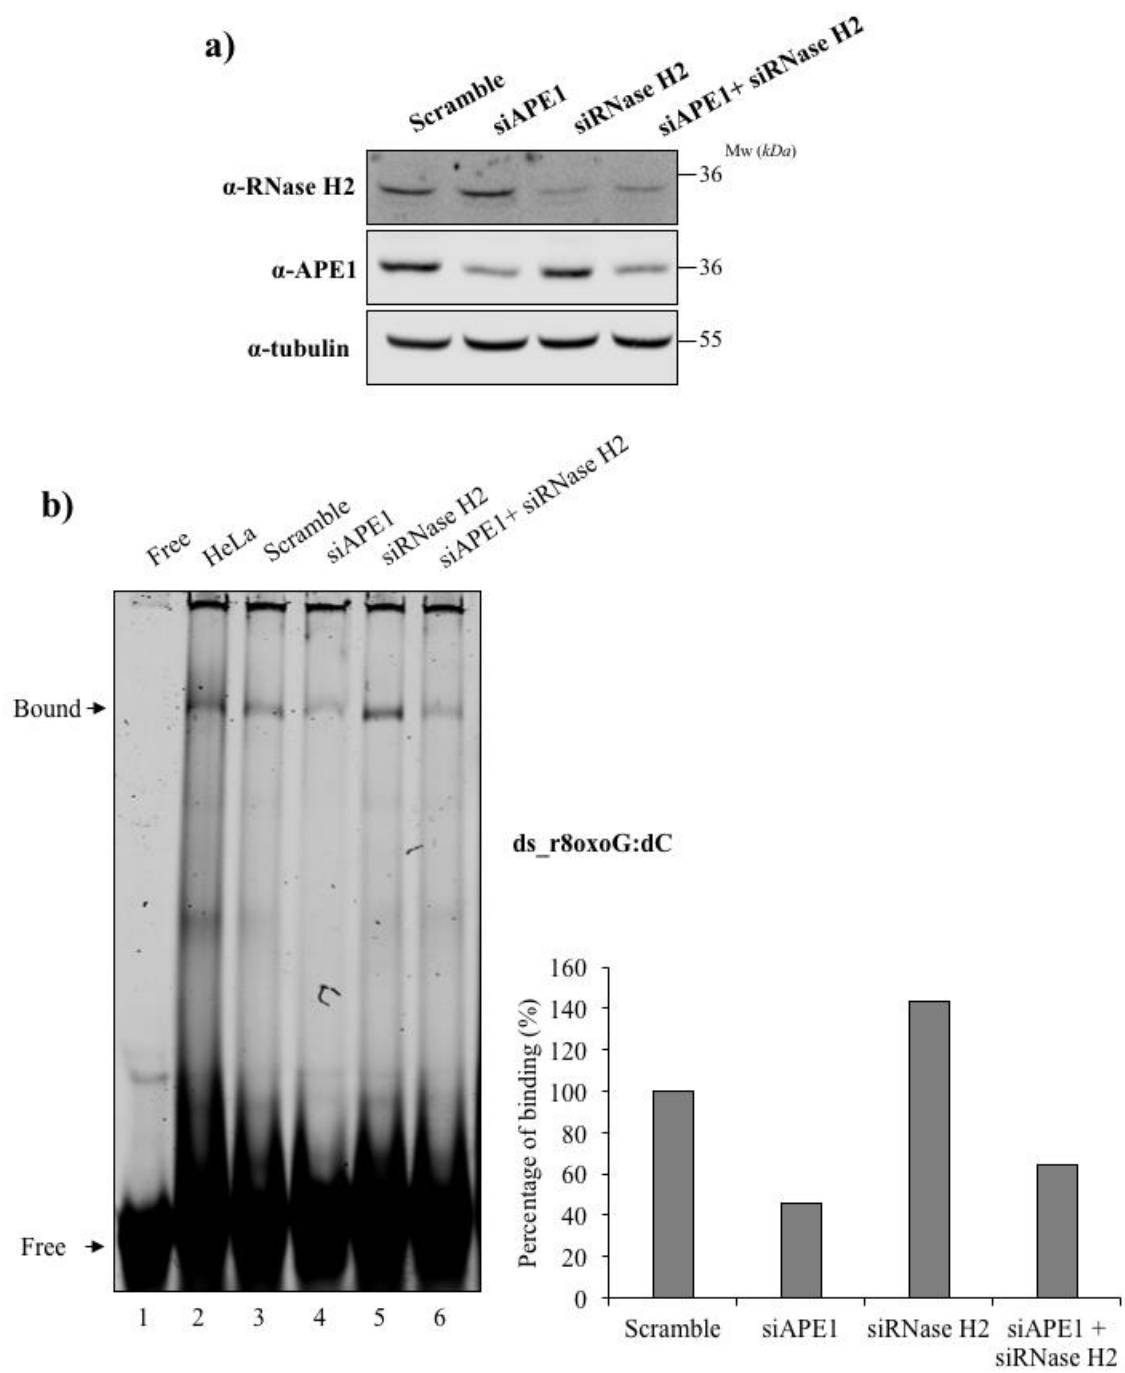 a)
Scramble
siAPE1
siRNase H2
siAPE1+ siRNase H2
Mw (kDa)
α-RNase H2
36
α-APE1
36
α-tubulin
55
b)
Free
HeLa
Scramble
siAPE1
siRNase H2
siAPE1+ siRNase H2
Bound
Free
1 2 3 4 5 6
ds_r8oxoG:dC
Percentage of binding (%)
160
140
120
100
80
60
40
20
0
Scramble
siAPE1
siRNase H2
siAPE1 +
siRNase H2